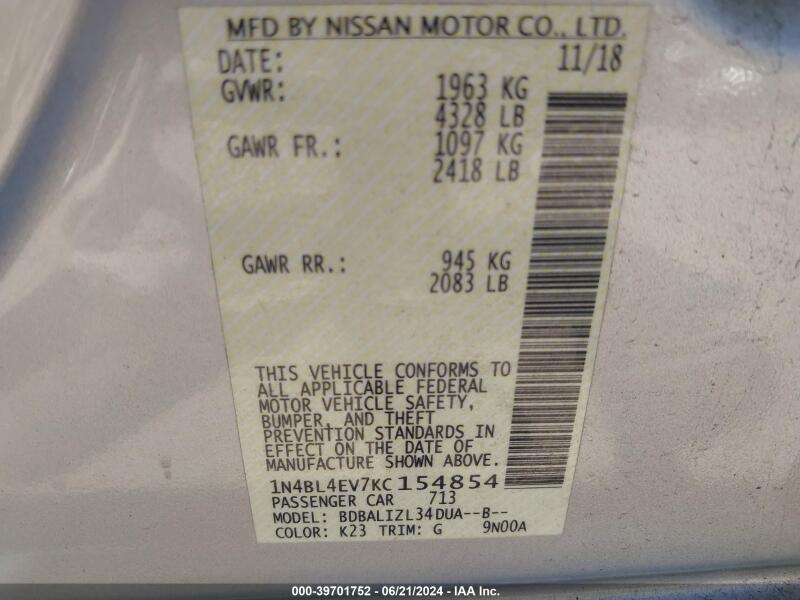 MFD BY NISSAN MOTOR CO., LTD.
DATE: 11/18
GVWR: 1963 KG
4328 LB
GAWR FR.: 1097 KG
2418 LB
GAWR RR.: 945 KG
2083 LB
THIS VEHICLE CONFORMS TO
ALL APPLICABLE FEDERAL
MOTOR VEHICLE SAFETY,
BUMPER, AND THEFT
PREVENTION STANDARDS IN
EFFECT ON THE DATE OF
MANUFACTURE SHOWN ABOVE.
1N4BL4EV7KC154854
PASSENGER CAR 713
MODEL: BDBALIZL34DUA--B--
COLOR: K23 TRIM: G 9N00A
000-39701752 - 06/21/2024 - IAA Inc.